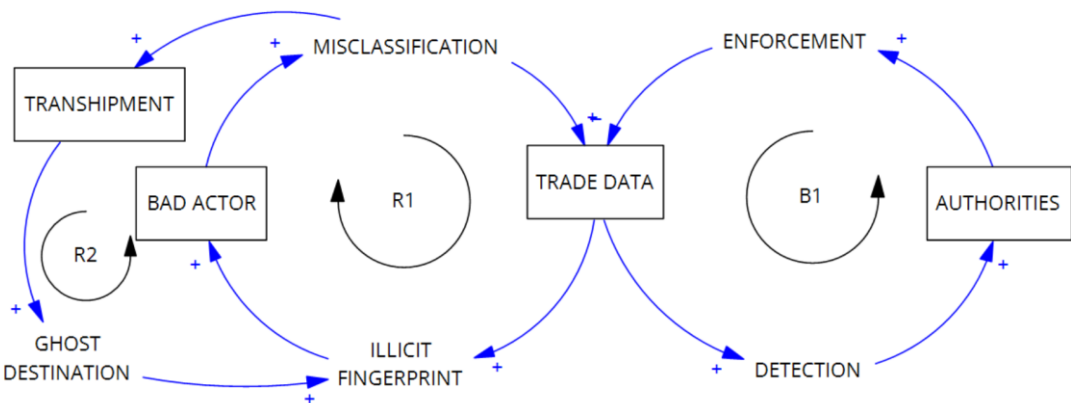 MISCLASSIFICATION
ENFORCEMENT
TRANSHIPMENT
BAD ACTOR
R1
TRADE DATA
B1
AUTHORITIES
R2
GHOST
DESTINATION
ILLICIT
FINGERPRINT
DETECTION
+
+
+
+
+
+
+
+
+
+
-